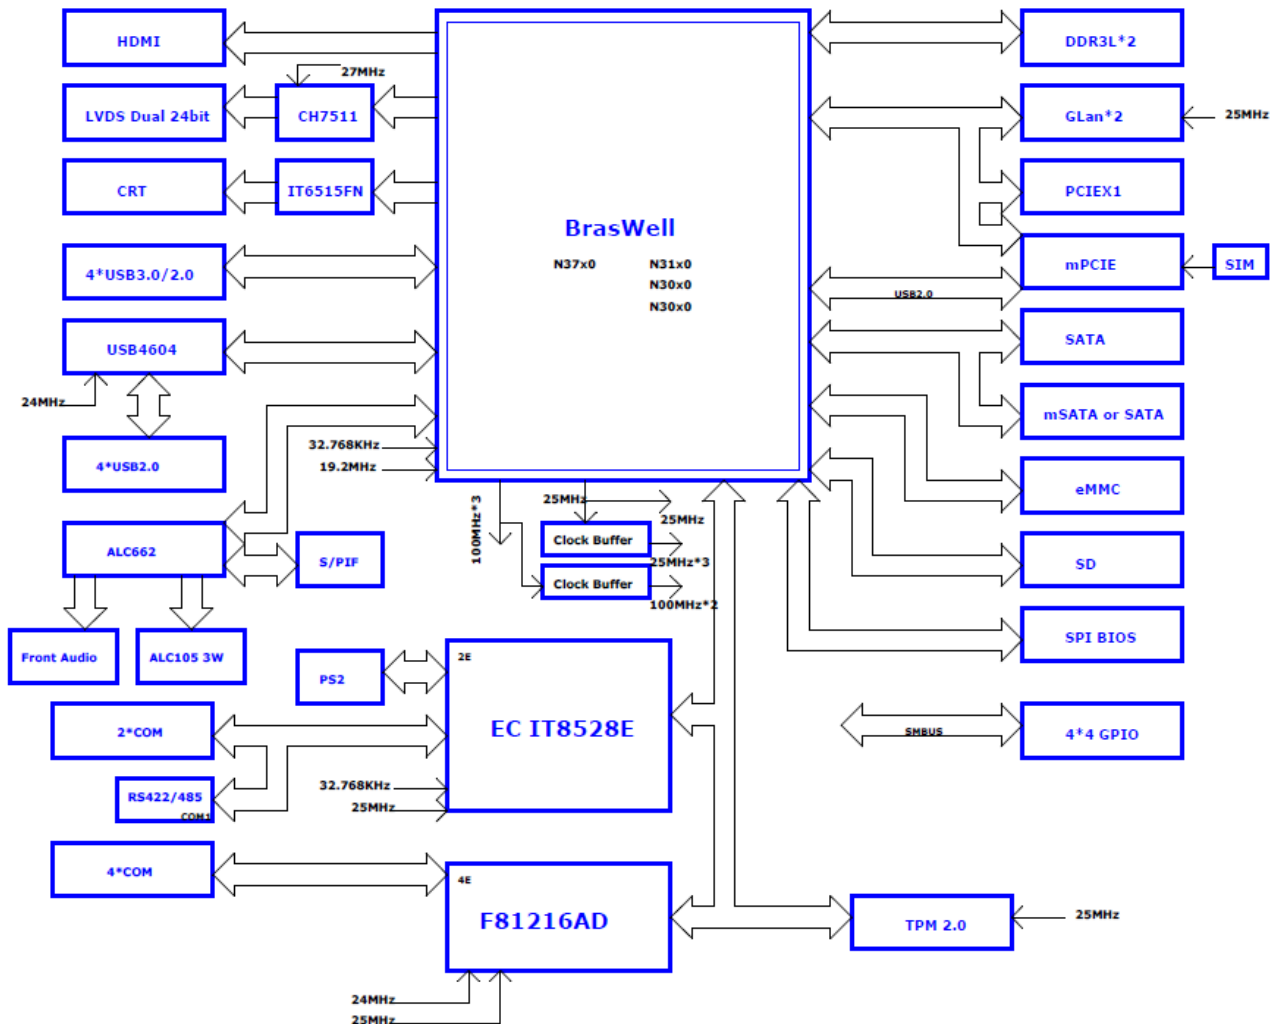 HDMI
DDR3L*2
27MHz
LVDS Dual 24bit
CH7511
GLan*2
25MHz
CRT
IT6515FN
PCIEX1
BrasWell
N37x0
N31x0
N30x0
N30x0
4*USB3.0/2.0
mPCIE
SIM
USB2.0
USB4604
SATA
24MHz
mSATA or SATA
32.768KHz
19.2MHz
4*USB2.0
eMMC
100MHz*3
25MHz
25MHz
Clock Buffer
25MHz*3
ALC662
S/PIF
SD
Clock Buffer
100MHz*2
Front Audio
ALC105 3W
SPI BIOS
2E
PS2
EC IT8528E
2*COM
SMBUS
4*4 GPIO
32.768KHz
25MHz
RS422/485
COM1
4*COM
4E
F81216AD
TPM 2.0
25MHz
24MHz
25MHz